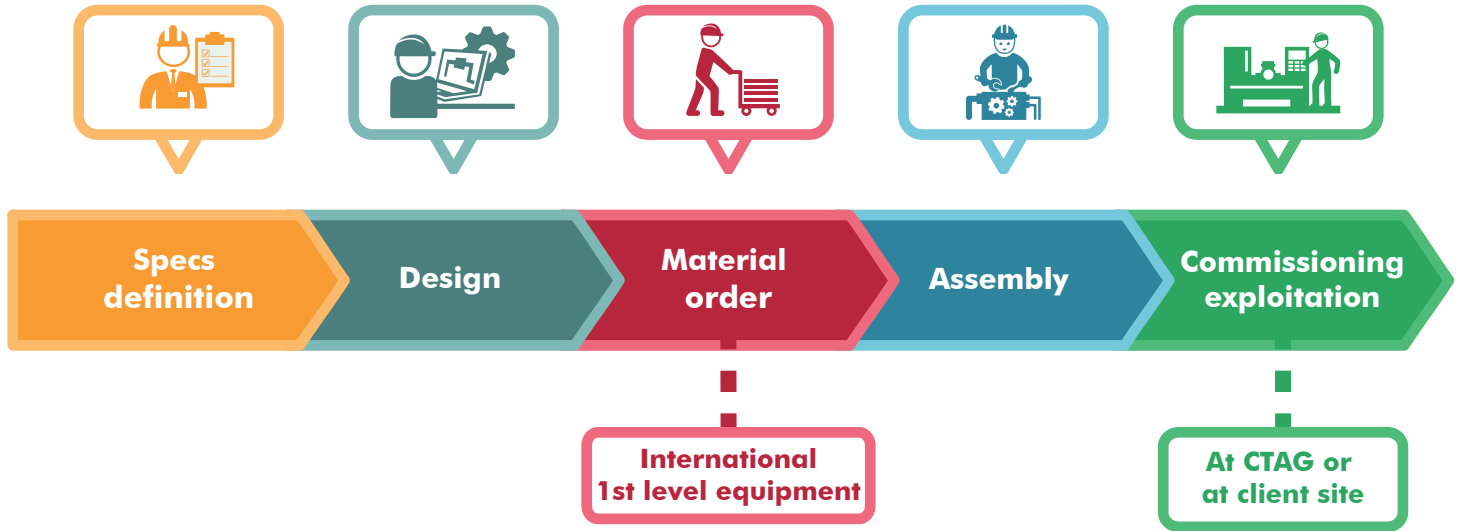 Specs
definition
Design
Material
order
Assembly
Commissioning
exploitation
International
1st level equipment
At CTAG or
at client site